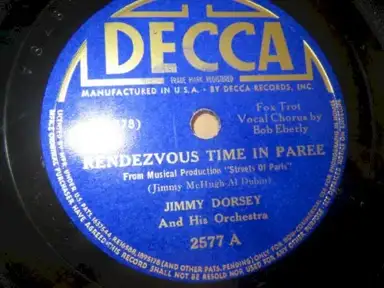 DECCA
TRADE MARK REGISTERED
MANUFACTURED IN U.S.A. - BY DECCA RECORDS, INC.
Fox Trot
Vocal Chorus by
Bob Eberly
78)
RENDEZVOUS TIME IN PAREE
From Musical Production "Streets Of Paris"
(Jimmy McHugh-Al Dubin)
JIMMY DORSEY
And His Orchestra
2577 A